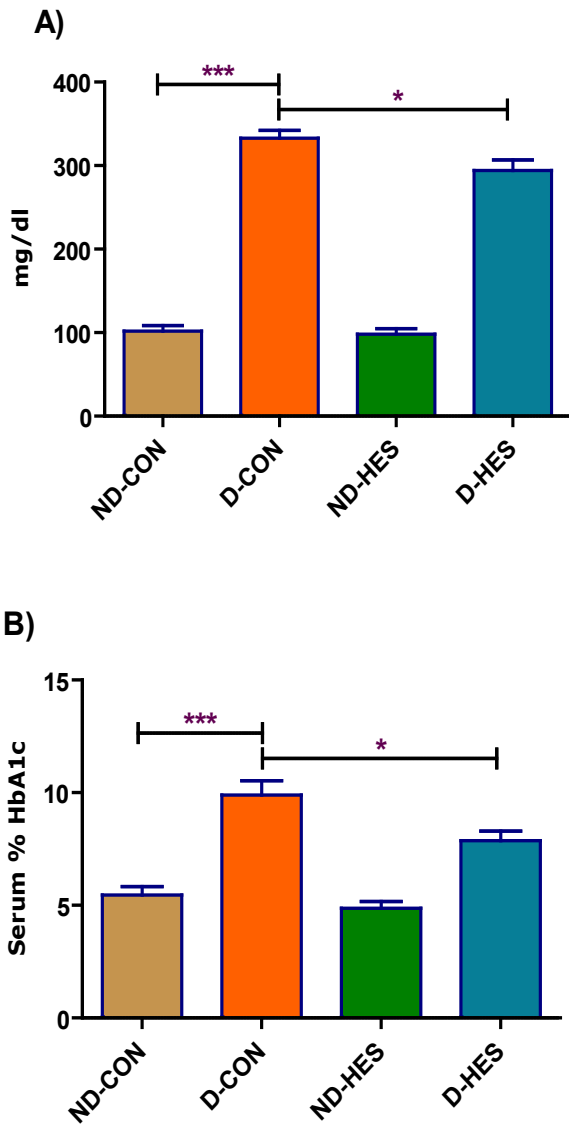 A)
***
*
400
300
200
100
0
mg/dl
ND-CON
D-CON
ND-HES
D-HES
B)
***
*
15
10
5
0
Serum % HbA1c
ND-CON
D-CON
ND-HES
D-HES